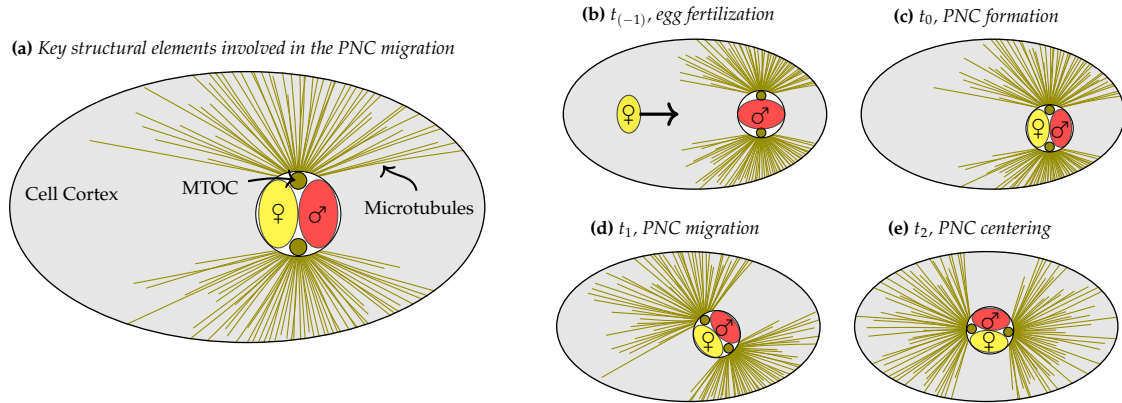 (a) Key structural elements involved in the PNC migration
Cell Cortex
MTOC
Microtubules
♀
♂
(b) t(−1), egg fertilization
♀
♂
(c) t0, PNC formation
♀
♂
(d) t1, PNC migration
♀
♂
(e) t2, PNC centering
♂
♀